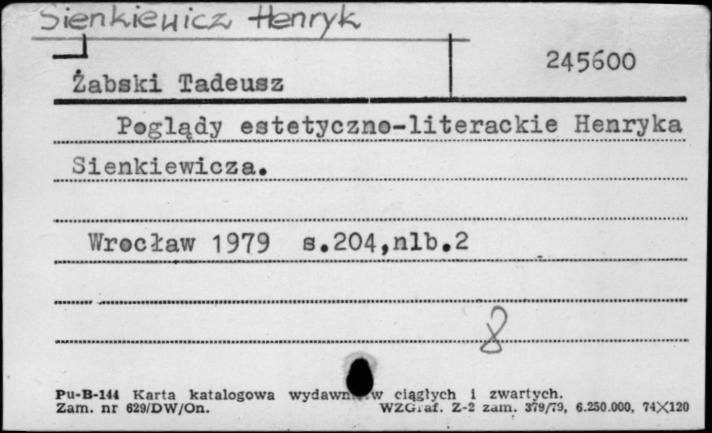 Sienkiewicz Henryk
245600
Żabski Tadeusz
Poglądy estetyczno-literackie Henryka
Sienkiewicza.
Wrocław 1979 s.204,nlb.2
8
Pu-B-144 Karta katalogowa wydawn w ciągłych i zwartych.
Zam. nr 629/DW/On. WZGraf. Z-2 zam. 379/79, 6.250.000, 74X120